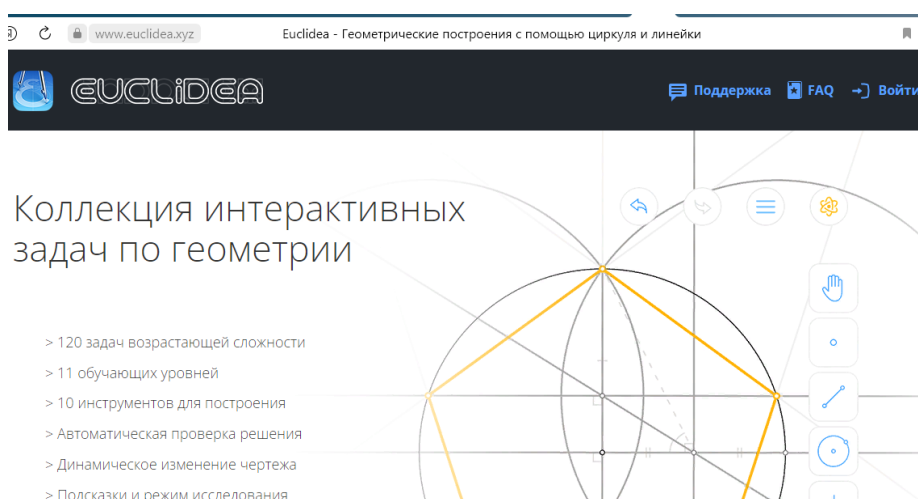 www.euclidea.xyz Euclidea - Геометрические построения с помощью циркуля и линейки
EUCLiDEA Поддержка FAQ Войти
Коллекция интерактивных
задач по геометрии
> 120 задач возрастающей сложности
> 11 обучающих уровней
> 10 инструментов для построения
> Автоматическая проверка решения
> Динамическое изменение чертежа
> Подсказки и режим исследования